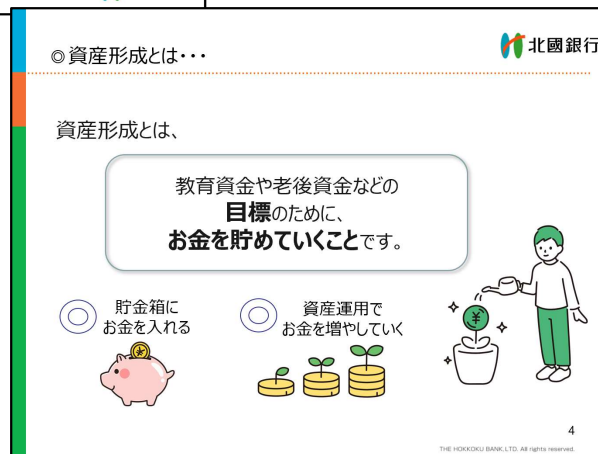 ◎資産形成とは・・・
北國銀行
資産形成とは、
教育資金や老後資金などの
目標のために、
お金を貯めていくことです。
◎ 貯金箱に
お金を入れる
◎ 資産運用で
お金を増やしていく
¥
4
THE HOKKOKU BANK, LTD. All rights reserved.